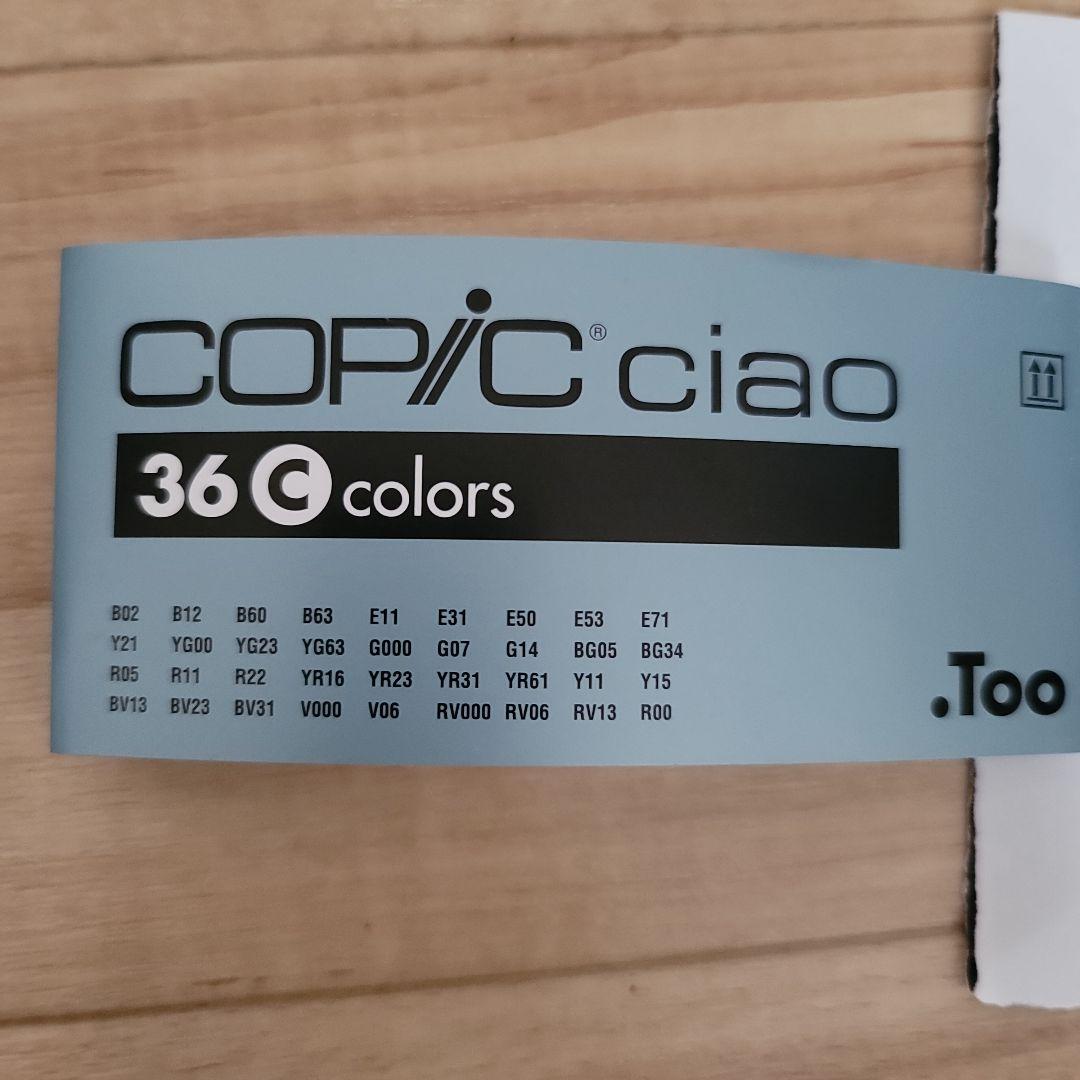 COPiC® ciao
36 C colors
B02 B12 B60 B63 E11 E31 E50 E53 E71
Y21 YG00 YG23 YG63 G000 G07 G14 BG05 BG34
R05 R11 R22 YR16 YR23 YR31 YR61 Y11 Y15
BV13 BV23 BV31 V000 V06 RV000 RV06 RV13 R00
.Too